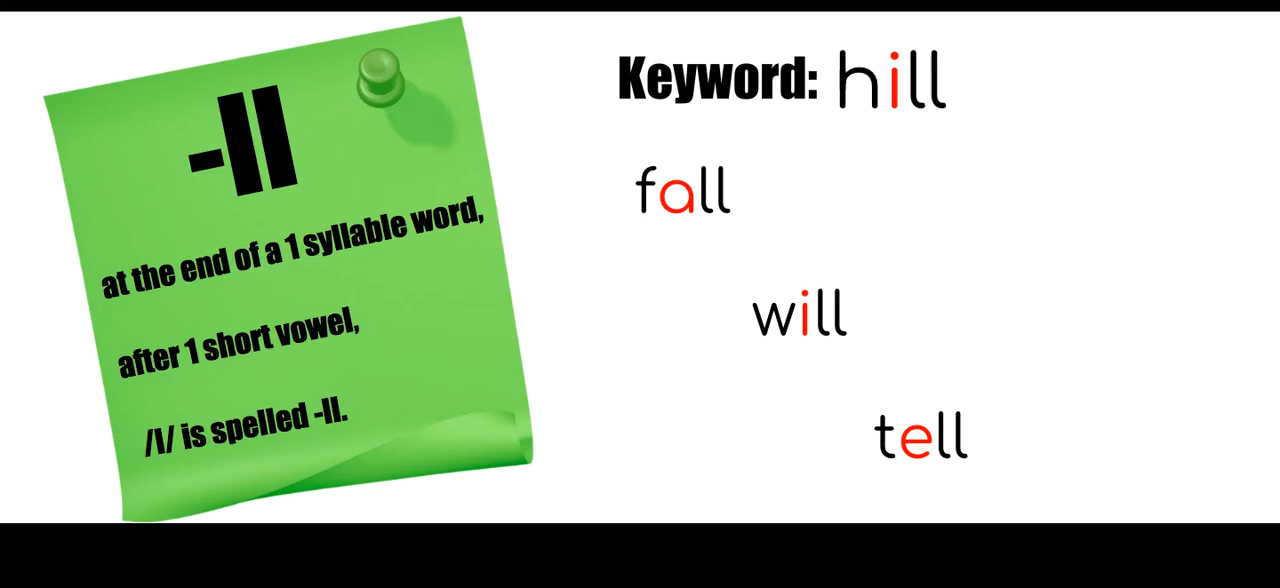 -ll
at the end of a 1 syllable word,
after 1 short vowel,
/l/ is spelled -ll.
Keyword: hill
fall
will
tell